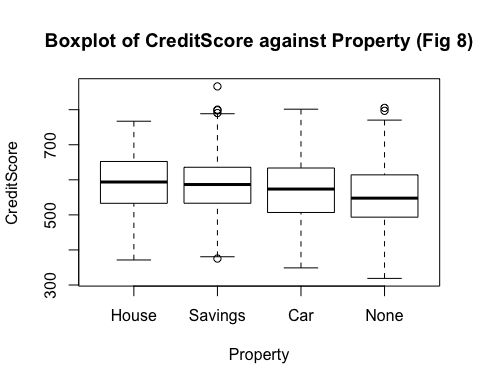 Boxplot of CreditScore against Property (Fig 8)
CreditScore
700
500
300
House Savings Car None
Property